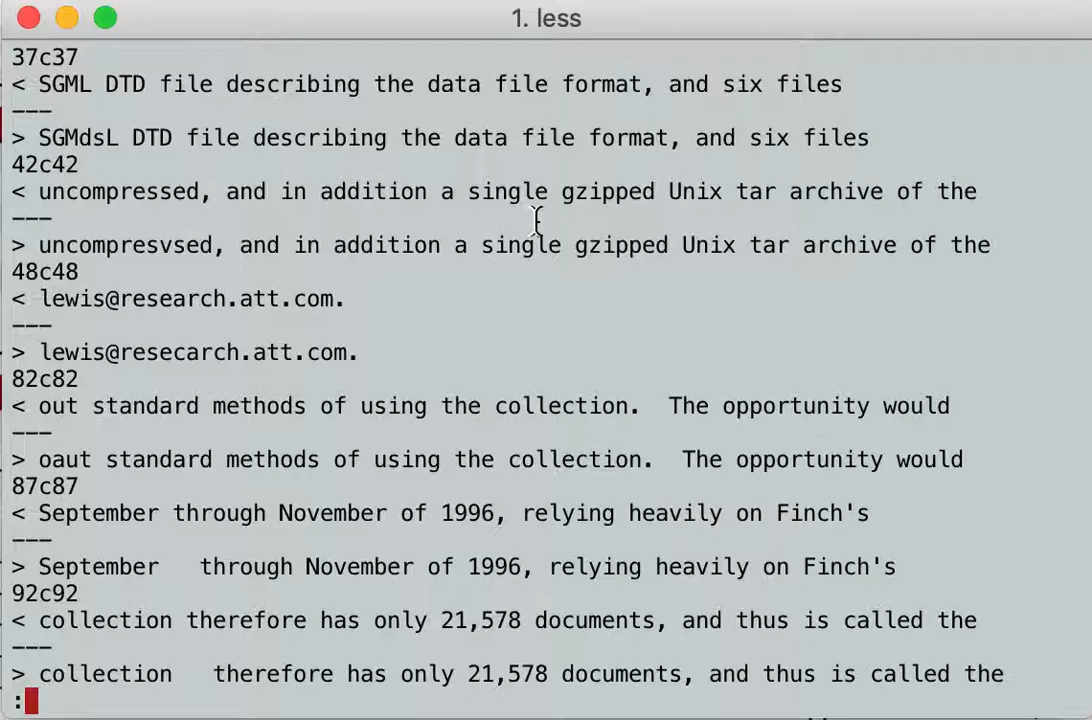 1. less
37c37
< SGML DTD file describing the data file format, and six files
---
> SGMdsL DTD file describing the data file format, and six files
42c42
< uncompressed, and in addition a single gzipped Unix tar archive of the
---
> uncompresvsed, and in addition a single gzipped Unix tar archive of the
48c48
< lewis@research.att.com.
---
> lewis@resecarch.att.com.
82c82
< out standard methods of using the collection.  The opportunity would
---
> oaut standard methods of using the collection.  The opportunity would
87c87
< September through November of 1996, relying heavily on Finch's
---
> September   through November of 1996, relying heavily on Finch's
92c92
< collection therefore has only 21,578 documents, and thus is called the
---
> collection   therefore has only 21,578 documents, and thus is called the
: